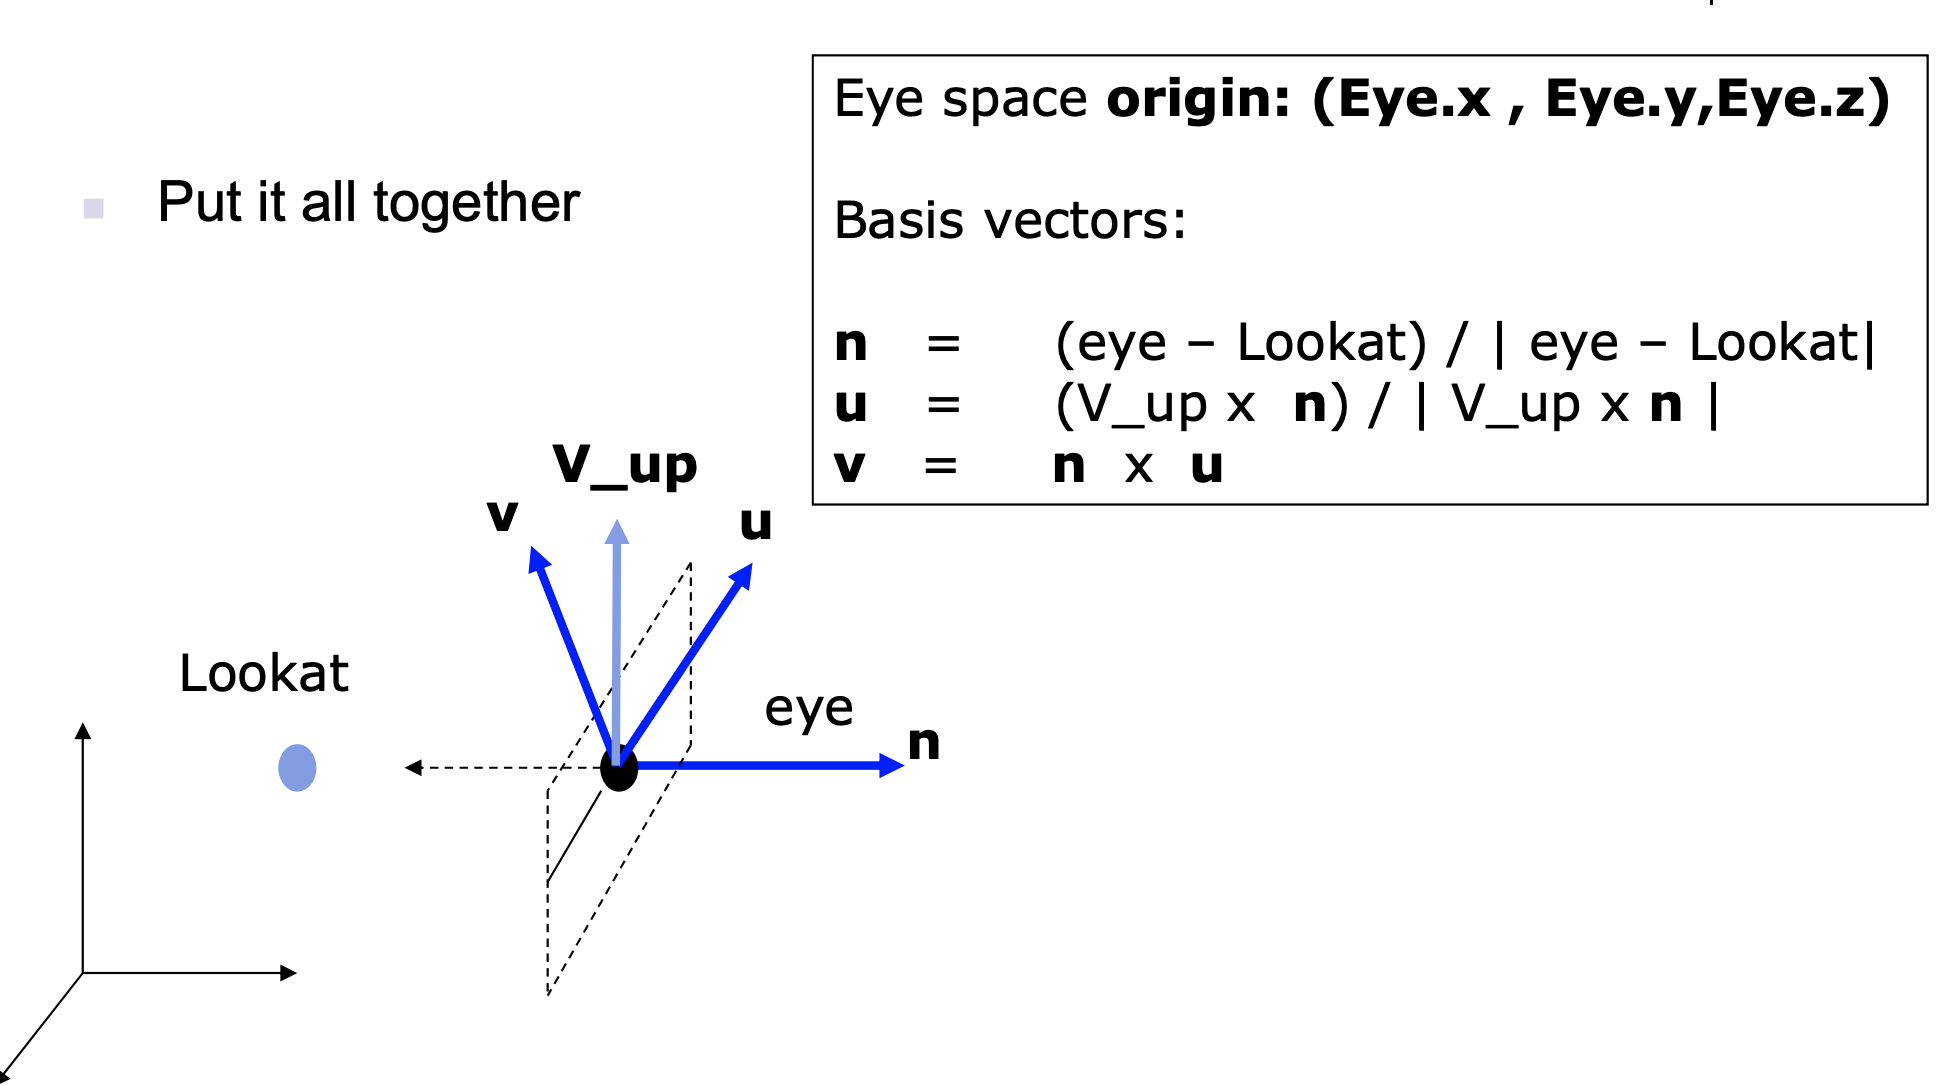 Eye space origin: (Eye.x , Eye.y,Eye.z)
Put it all together
Basis vectors:
n = (eye – Lookat) / | eye – Lookat|
u = (V_up x n) / | V_up x n |
v = n x u
V_up
v
u
Lookat
eye
n